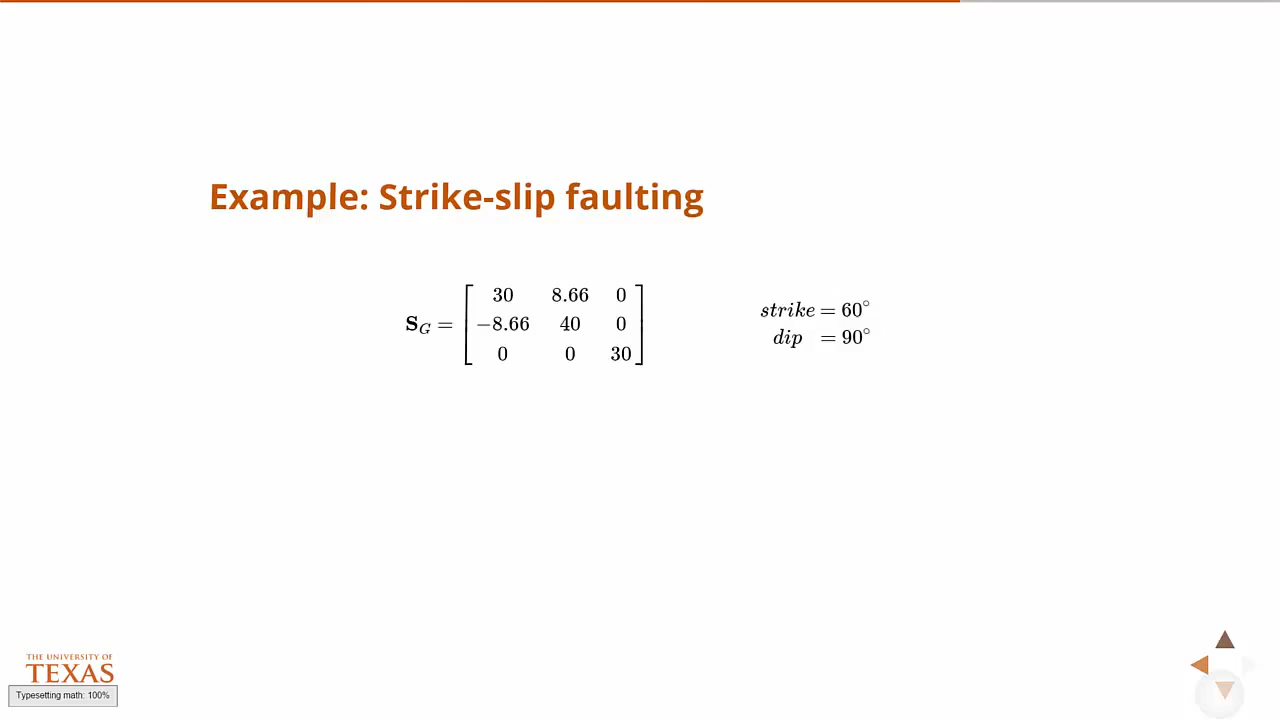 Example: Strike-slip faulting
S_G = [ 30 8.66 0
−8.66 40 0
0 0 30 ]
strike = 60°
dip = 90°
THE UNIVERSITY OF
TEXAS
Typesetting math: 100%